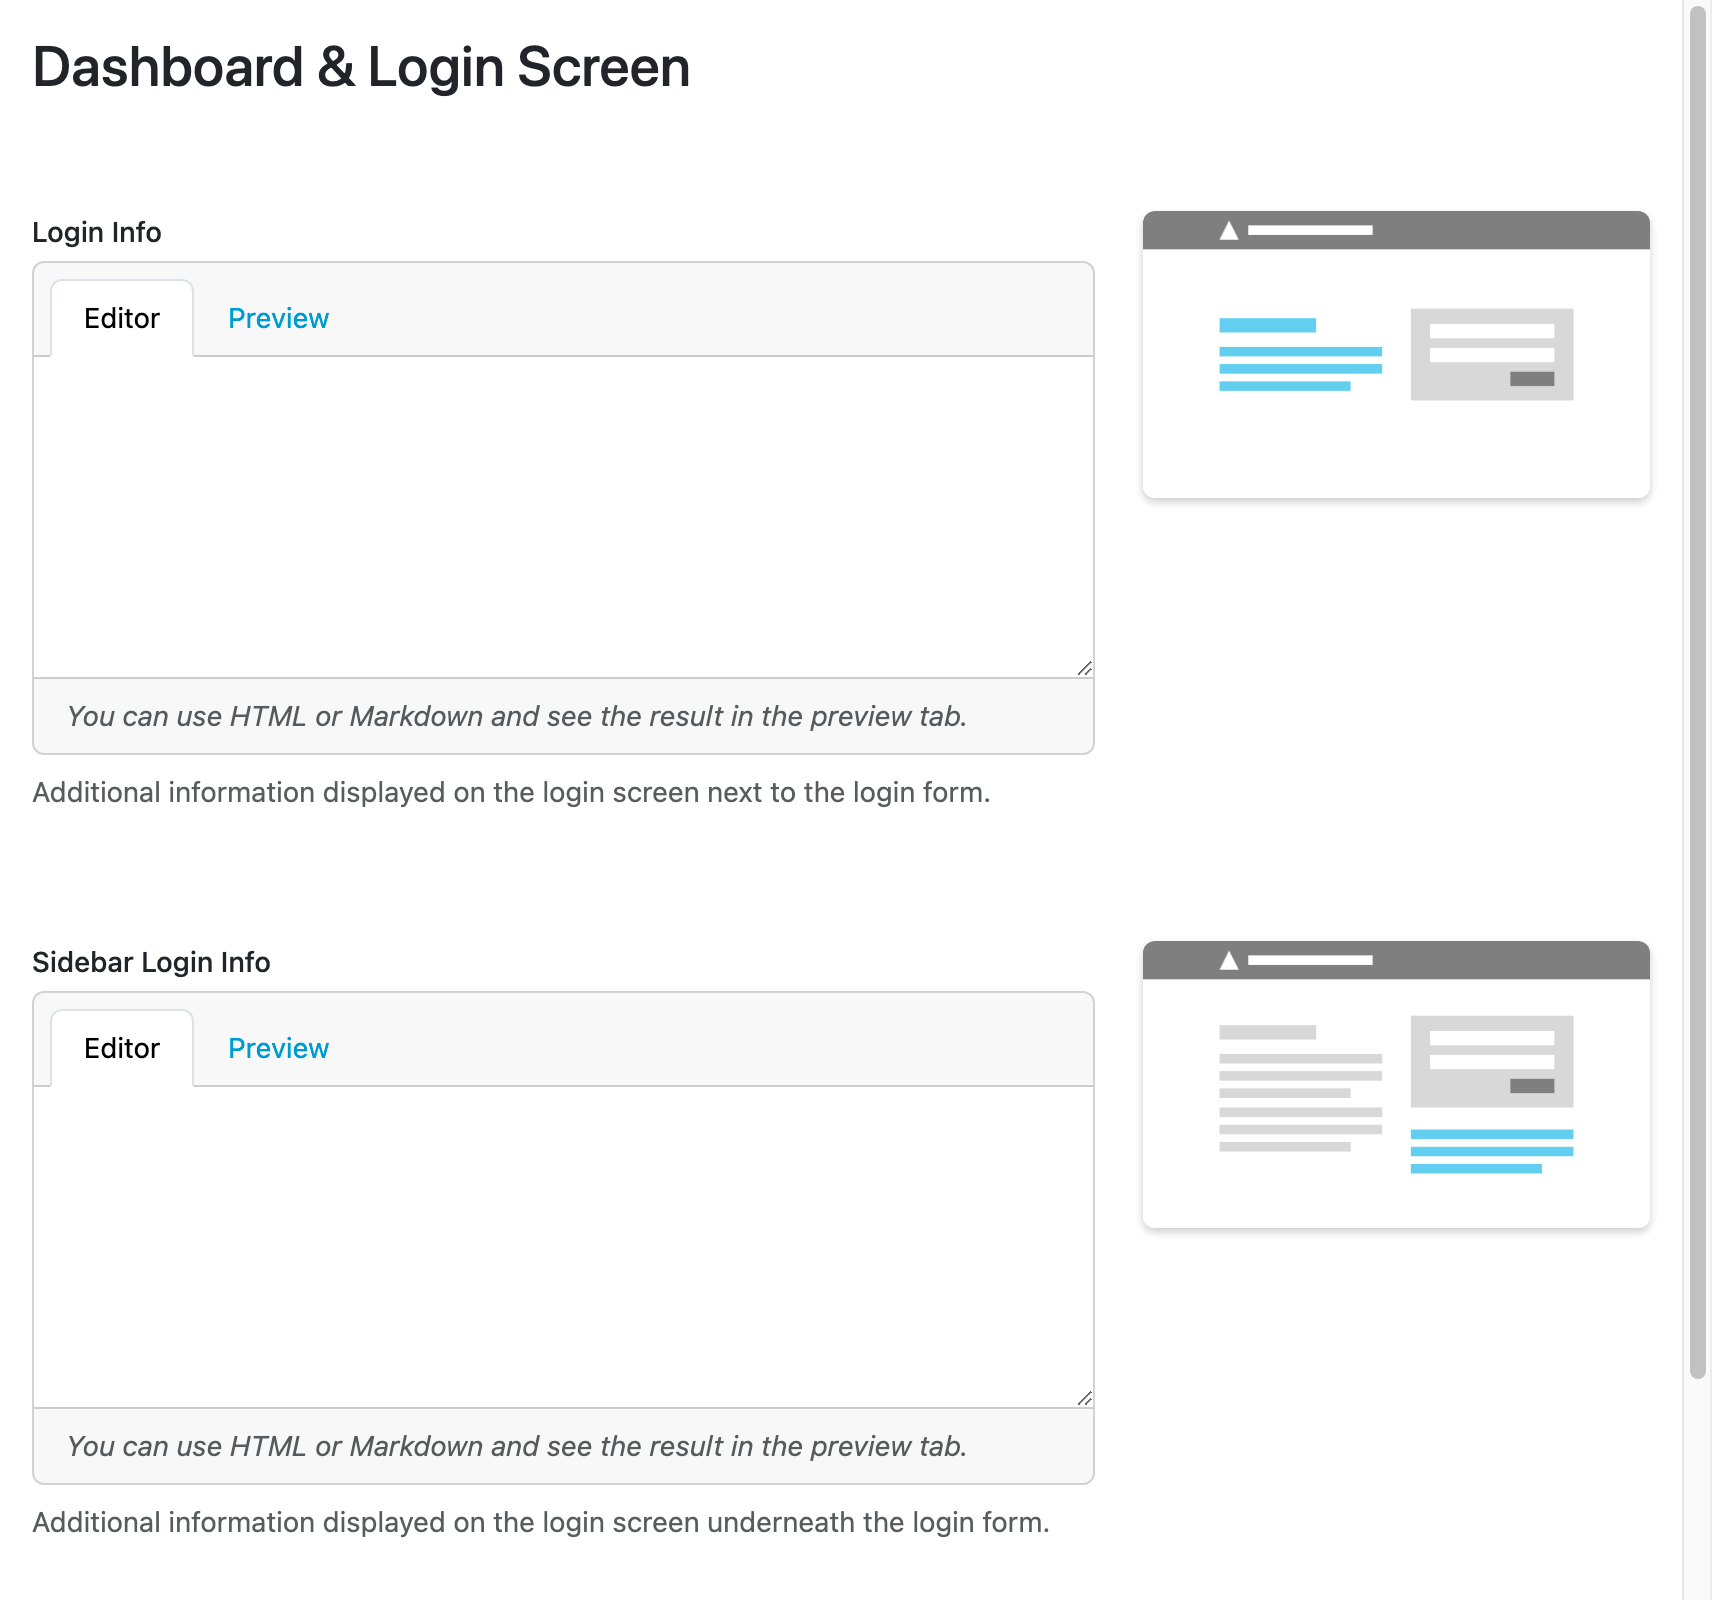 Dashboard & Login Screen
Login Info
Editor Preview
You can use HTML or Markdown and see the result in the preview tab.
Additional information displayed on the login screen next to the login form.
Sidebar Login Info
Editor Preview
You can use HTML or Markdown and see the result in the preview tab.
Additional information displayed on the login screen underneath the login form.